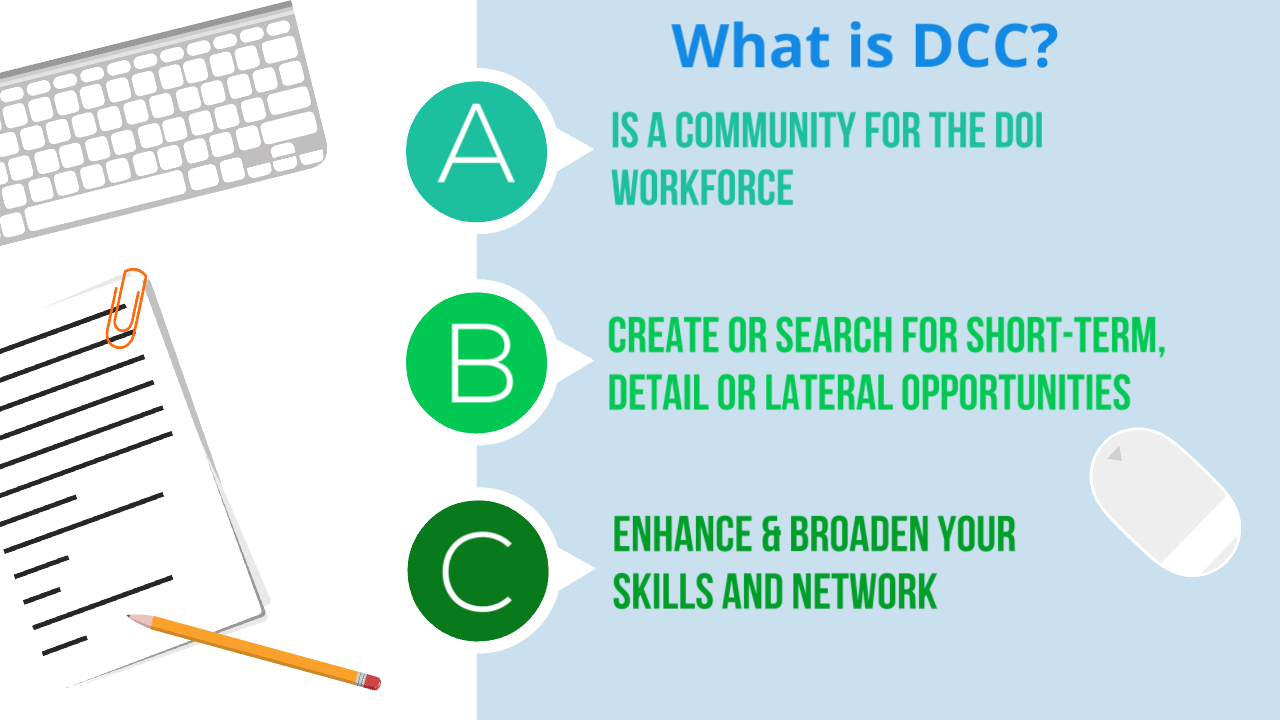 What is DCC?
A
IS A COMMUNITY FOR THE DOI
WORKFORCE
B
CREATE OR SEARCH FOR SHORT-TERM,
DETAIL OR LATERAL OPPORTUNITIES
C
ENHANCE & BROADEN YOUR
SKILLS AND NETWORK